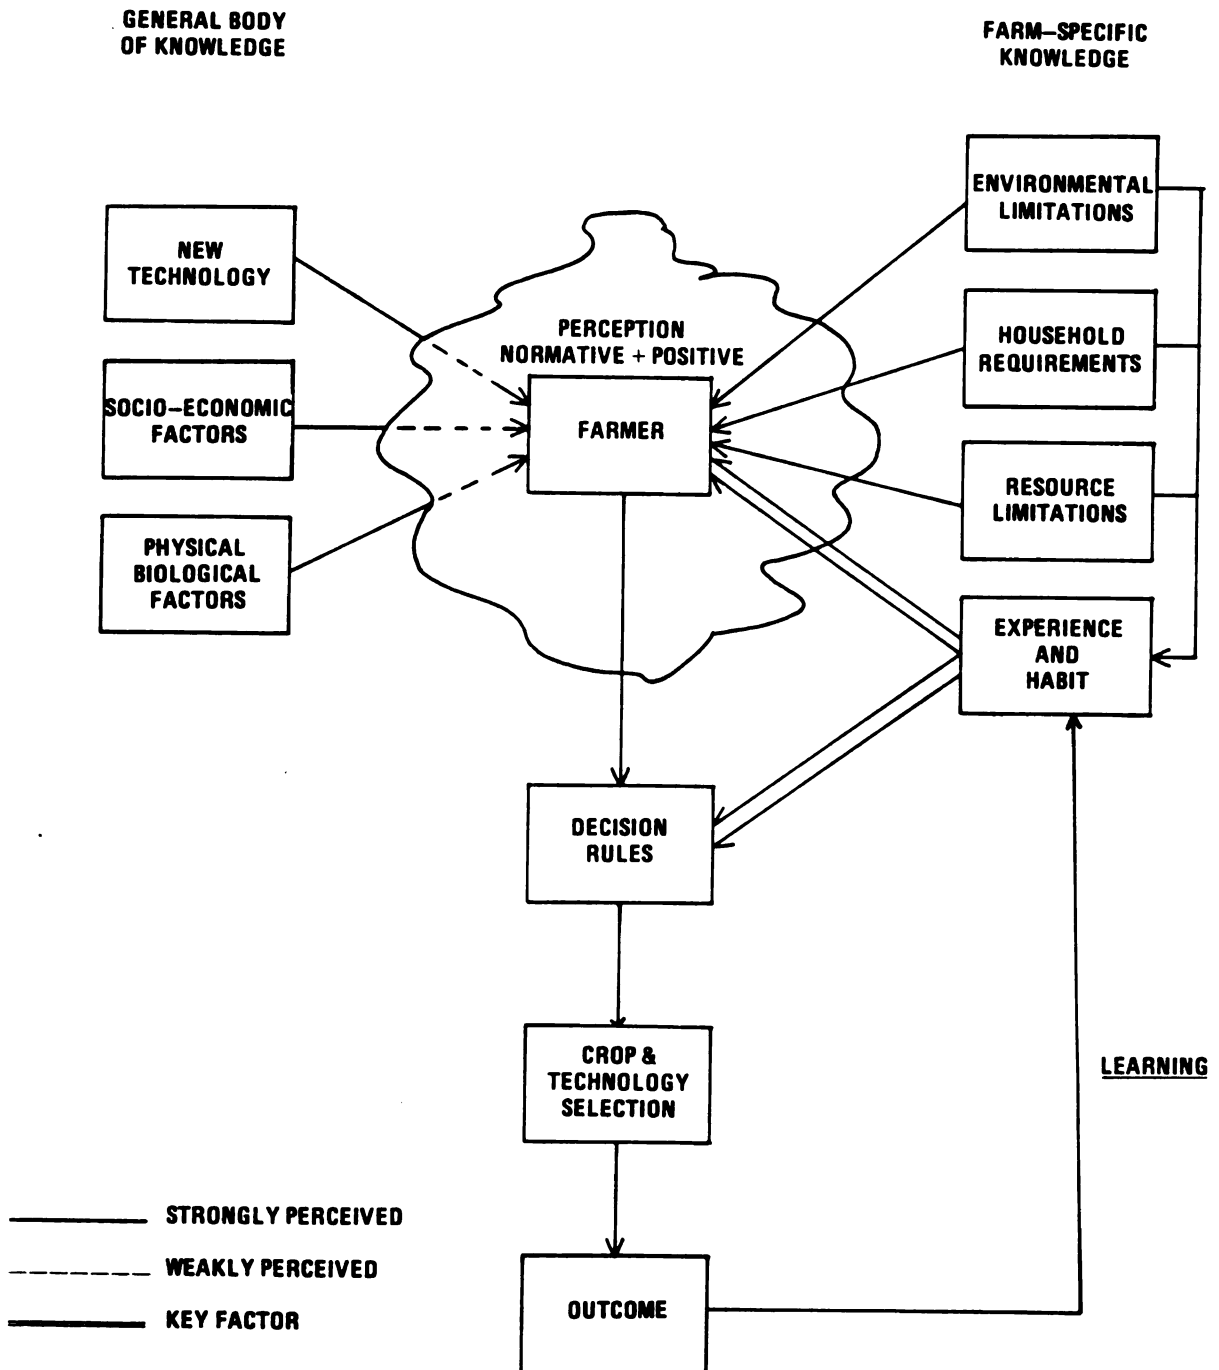 GENERAL BODY
OF KNOWLEDGE
FARM–SPECIFIC
KNOWLEDGE
NEW
TECHNOLOGY
SOCIO–ECONOMIC
FACTORS
PHYSICAL
BIOLOGICAL
FACTORS
PERCEPTION
NORMATIVE + POSITIVE
FARMER
ENVIRONMENTAL
LIMITATIONS
HOUSEHOLD
REQUIREMENTS
RESOURCE
LIMITATIONS
EXPERIENCE
AND
HABIT
DECISION
RULES
CROP &
TECHNOLOGY
SELECTION
LEARNING
OUTCOME
STRONGLY PERCEIVED
WEAKLY PERCEIVED
KEY FACTOR